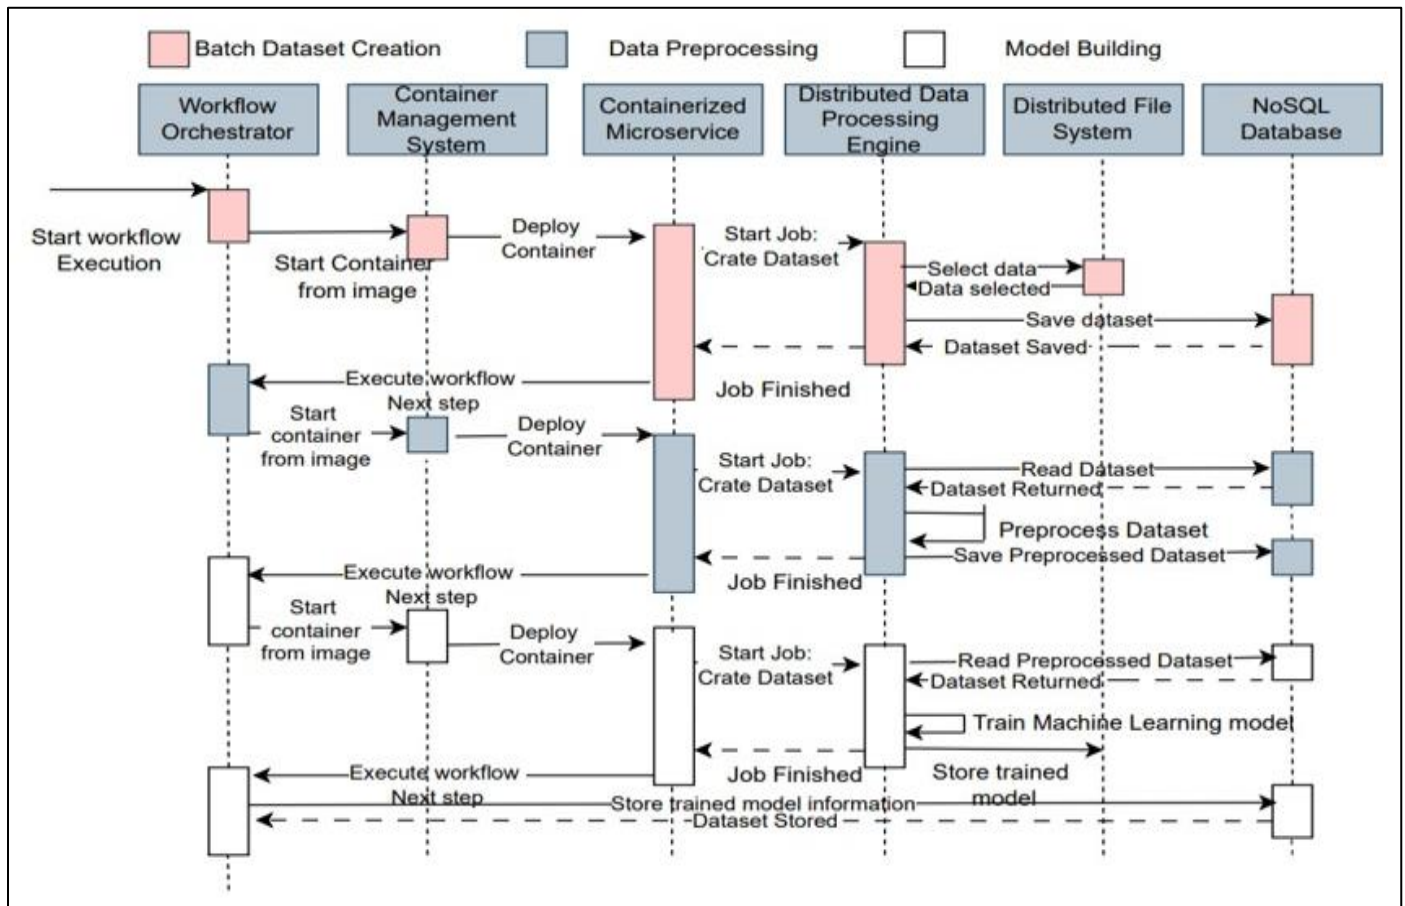 Batch Dataset Creation
Data Preprocessing
Model Building
Workflow
Orchestrator
Container
Management
System
Containerized
Microservice
Distributed Data
Processing
Engine
Distributed File
System
NoSQL
Database
Start workflow
Execution
Start Container
from image
Deploy
Container
Start Job:
Crate Dataset
Select data
Data selected
Save dataset
Dataset Saved
Job Finished
Execute workflow
Next step
Start
container
from image
Deploy
Container
Start Job:
Crate Dataset
Read Dataset
Dataset Returned
Preprocess Dataset
Save Preprocessed Dataset
Job Finished
Execute workflow
Next step
Start
container
from image
Deploy
Container
Start Job:
Crate Dataset
Read Preprocessed Dataset
Dataset Returned
Train Machine Learning model
Store trained
model
Job Finished
Execute workflow
Next step
Store trained model information
Dataset Stored